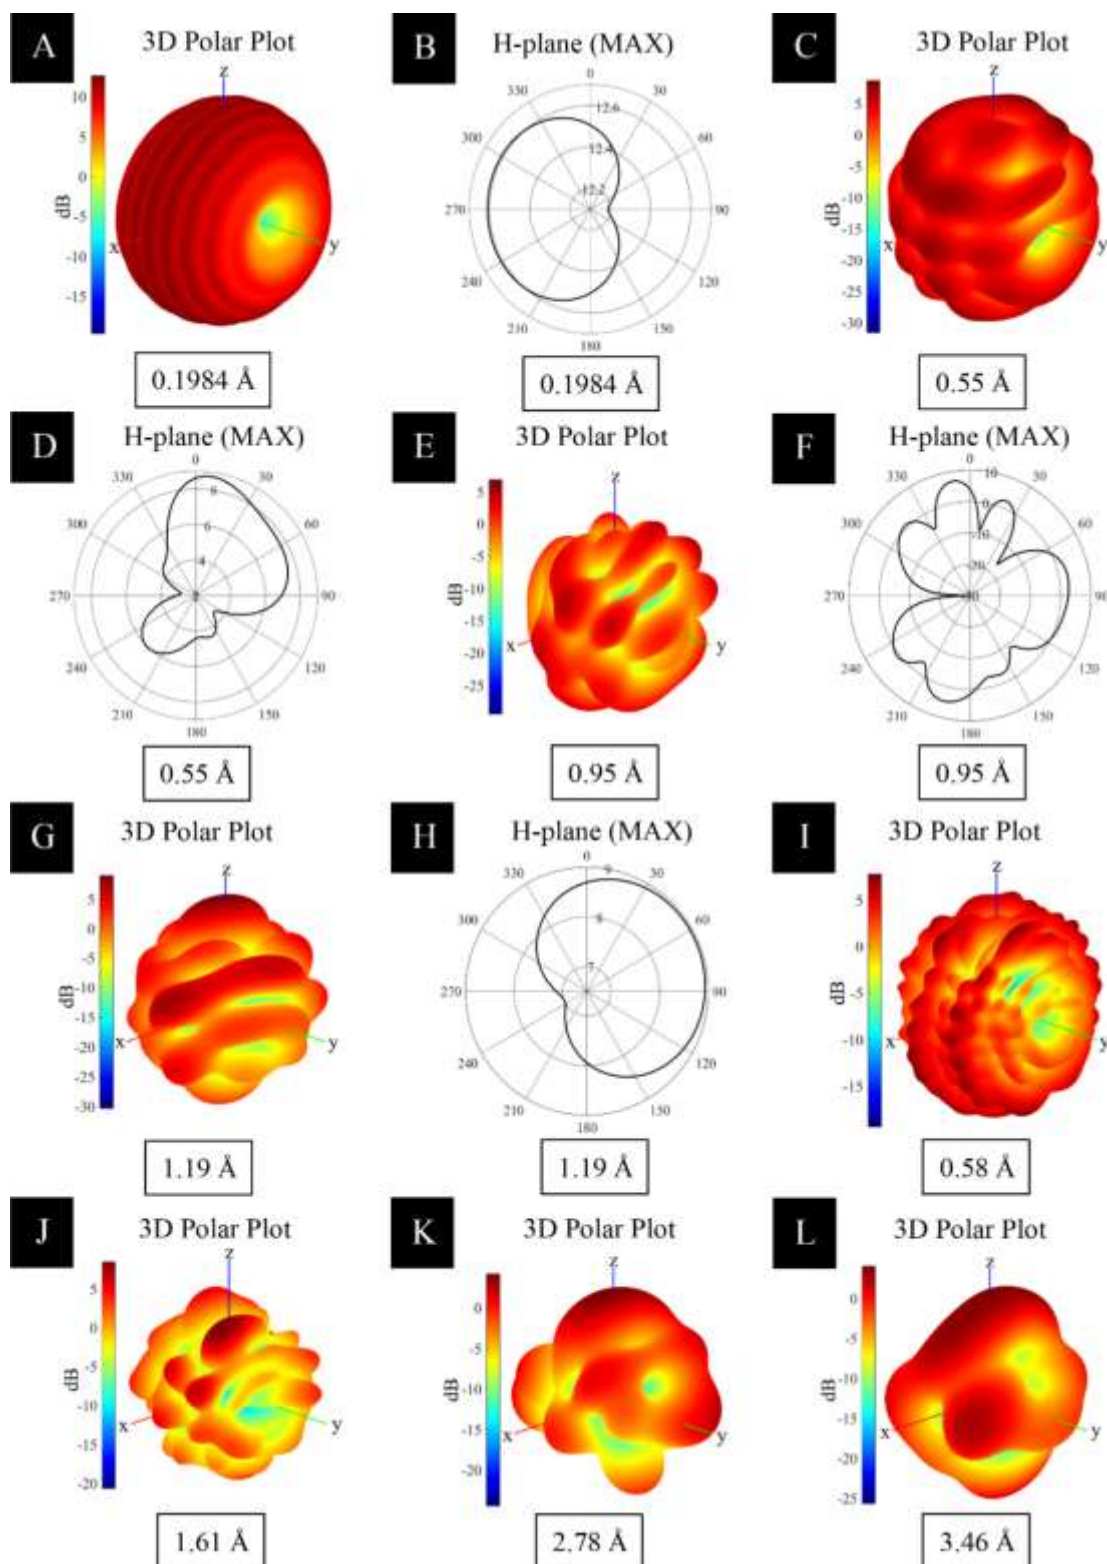 A
3D Polar Plot
z
10
5
0
-5
-10
-15
dB
x
y
0.1984 Å
B
H-plane (MAX)
0
30
60
90
120
150
180
210
240
270
300
330
12.6
12.4
12.2
0.1984 Å
C
3D Polar Plot
z
5
0
-5
-10
-15
-20
-25
-30
dB
x
y
0.55 Å
D
H-plane (MAX)
0
30
60
90
120
150
180
210
240
270
300
330
8
6
4
0.55 Å
E
3D Polar Plot
z
5
0
-5
-10
-15
-20
-25
dB
x
y
0.95 Å
F
H-plane (MAX)
0
30
60
90
120
150
180
210
240
270
300
330
10
0
-10
-20
0.95 Å
G
3D Polar Plot
z
5
0
-5
-10
-15
-20
-25
-30
dB
x
y
1.19 Å
H
H-plane (MAX)
0
30
60
90
120
150
180
210
240
270
300
330
9
8
7
1.19 Å
I
3D Polar Plot
z
5
0
-5
-10
-15
dB
x
y
0.58 Å
J
3D Polar Plot
z
5
0
-5
-10
-15
-20
dB
x
y
1.61 Å
K
3D Polar Plot
z
0
-5
-10
-15
-20
dB
x
y
2.78 Å
L
3D Polar Plot
z
0
-5
-10
-15
-20
-25
dB
x
y
3.46 Å